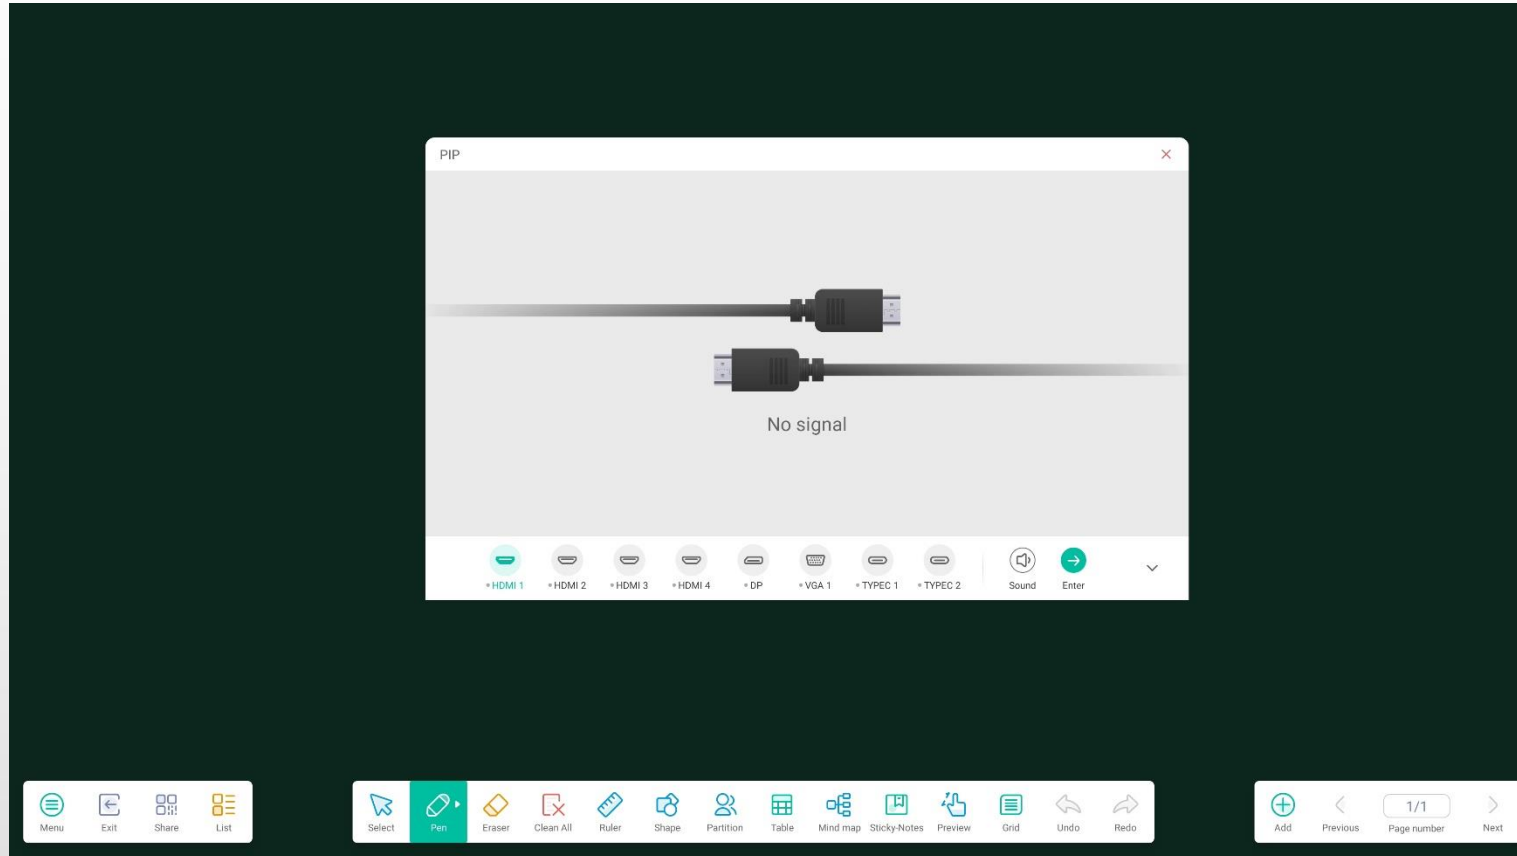 PIP
No signal
HDMI 1 HDMI 2 HDMI 3 HDMI 4 DP VGA 1 TYPEC 1 TYPEC 2 Sound Enter
Menu Exit Share List Select Pen Eraser Clean All Ruler Shape Partition Table Mind map Sticky-Notes Preview Grid Undo Redo Add Previous 1/1 Page number Next